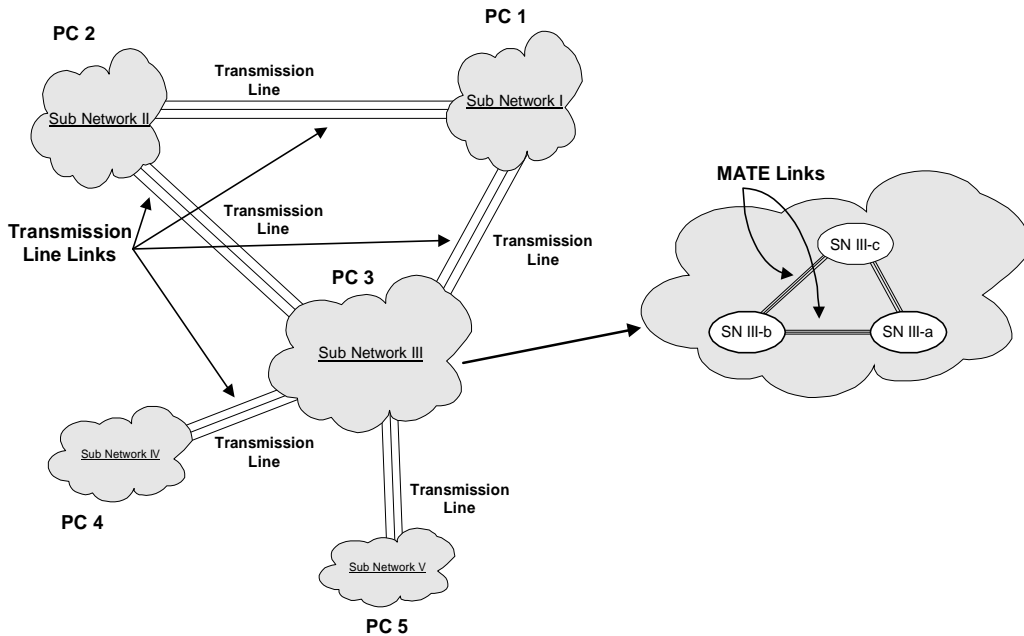 PC 2
PC 1
Transmission
Line
Sub Network I
Sub Network II
MATE Links
Transmission
Line
Transmission
Line Links
Transmission
Line
SN III-c
PC 3
SN III-b
SN III-a
Sub Network III
Transmission
Line
Sub Network IV
Transmission
Line
PC 4
Sub Network V
PC 5